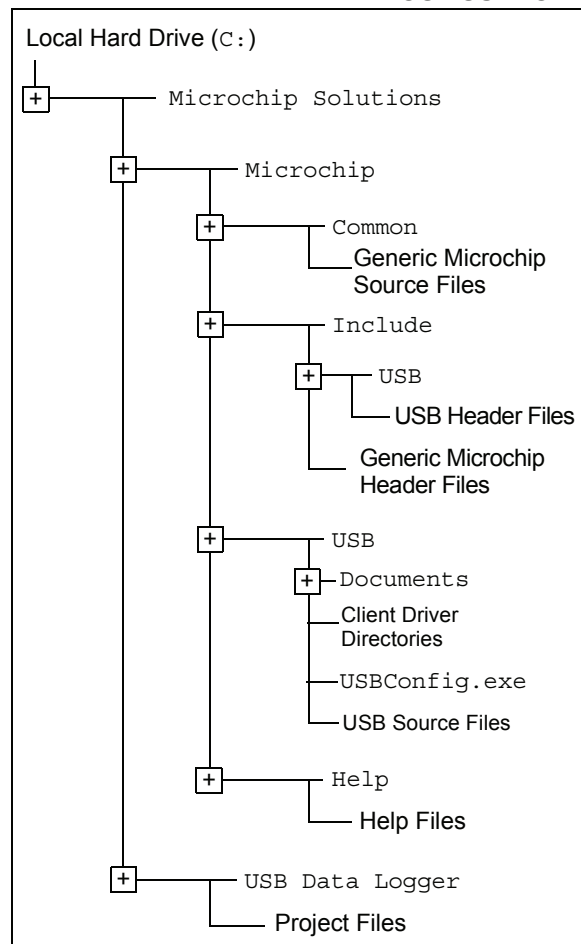 Local Hard Drive (C:)
+
Microchip Solutions
+
Microchip
+
Common
Generic Microchip
Source Files
+
Include
+
USB
USB Header Files
Generic Microchip
Header Files
+
USB
+
Documents
Client Driver
Directories
USBConfig.exe
USB Source Files
+
Help
Help Files
+
USB Data Logger
Project Files